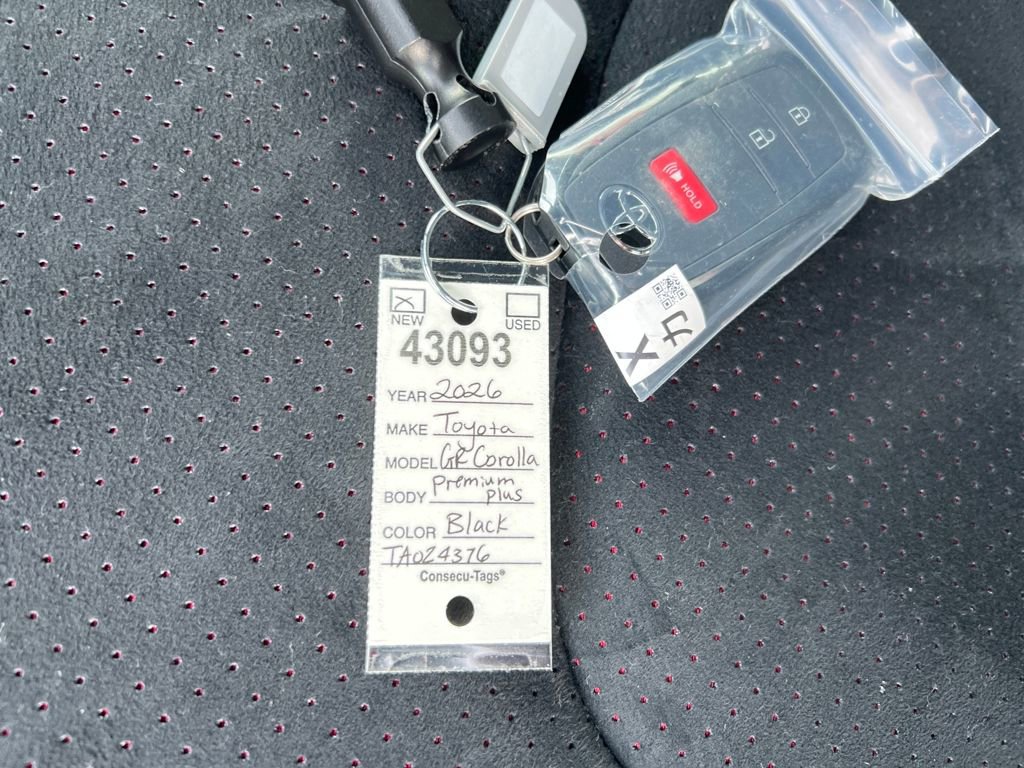 NEW USED
43093
YEAR 2026
MAKE Toyota
MODEL GR Corolla
BODY Premium plus
COLOR Black
TA024376
Consecu-Tags®
HOLD
カ
X